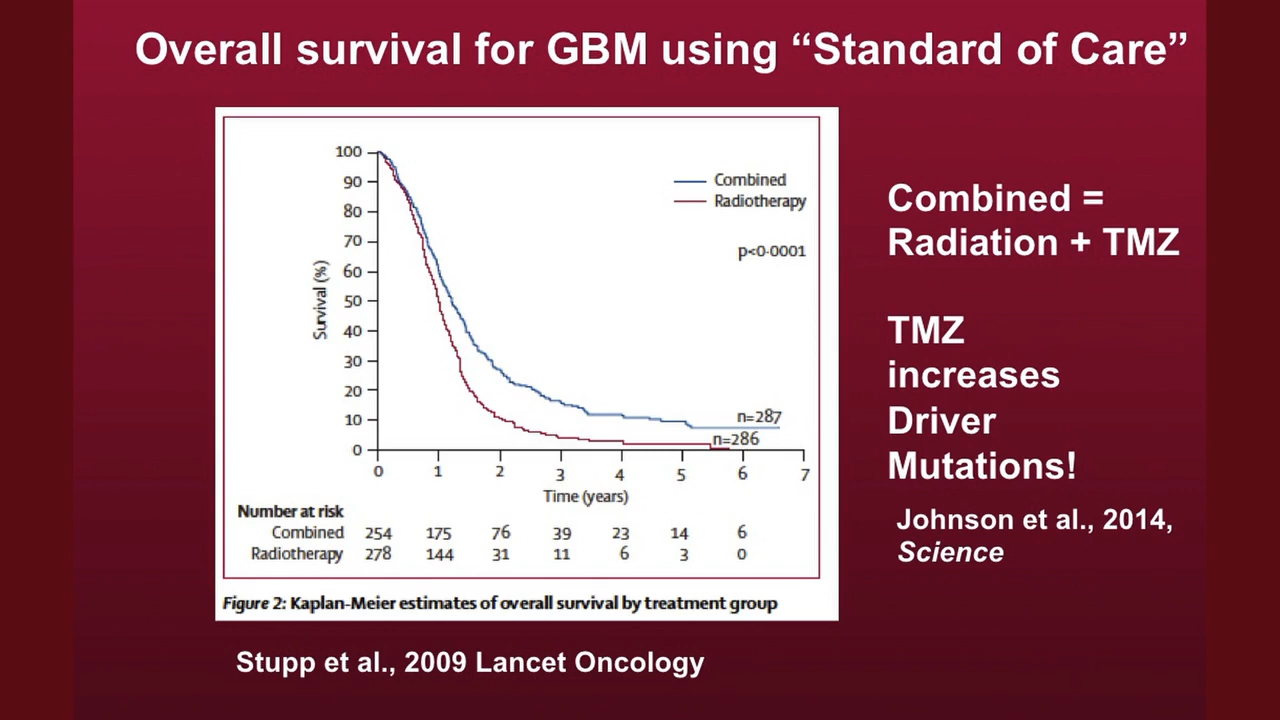 Overall survival for GBM using “Standard of Care”
100
90
80
70
60
50
40
30
20
10
0
Survival (%)
Combined
Radiotherapy
p<0·0001
n=287
n=286
0 1 2 3 4 5 6 7
Time (years)
Number at risk
Combined 254 175 76 39 23 14 6
Radiotherapy 278 144 31 11 6 3 0
Figure 2: Kaplan-Meier estimates of overall survival by treatment group
Stupp et al., 2009 Lancet Oncology
Combined =
Radiation + TMZ
TMZ
increases
Driver
Mutations!
Johnson et al., 2014,
Science